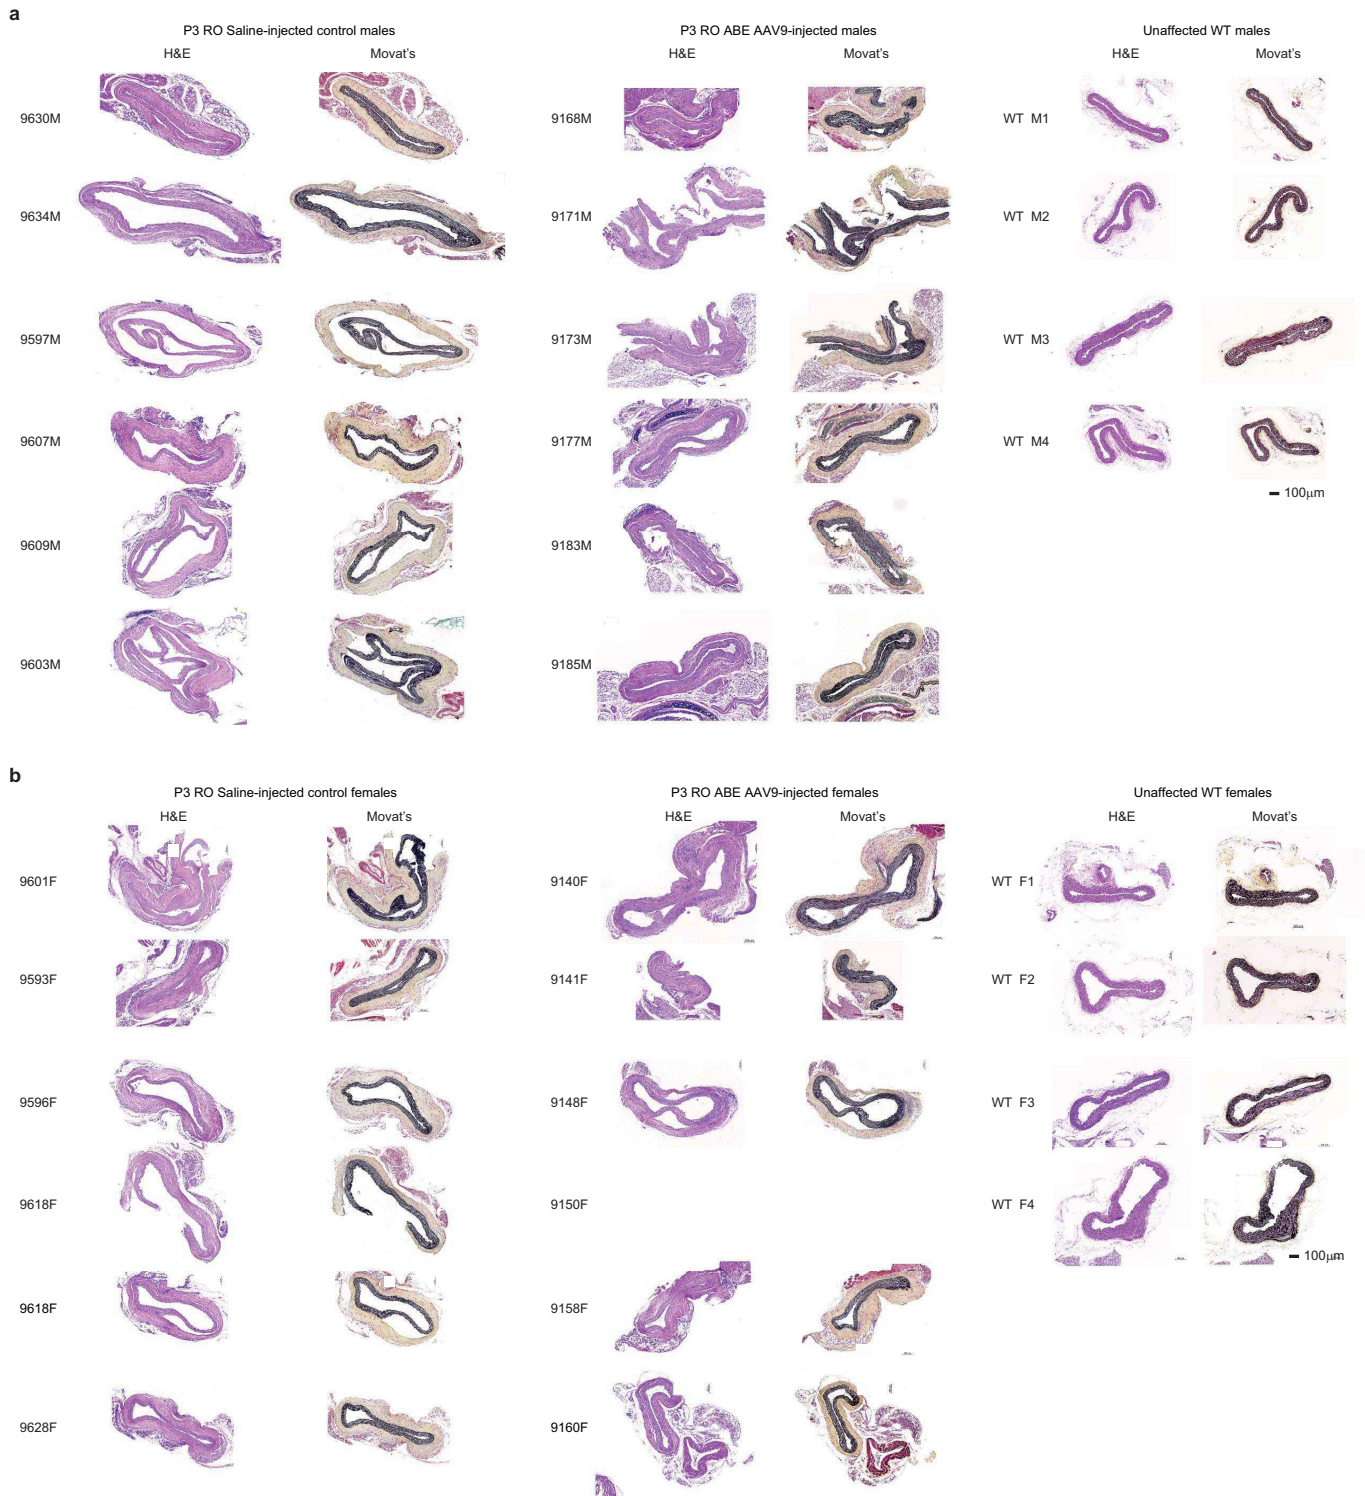 a
P3 RO Saline-injected control males
P3 RO ABE AAV9-injected males
Unaffected WT males
H&E
Movat's
H&E
Movat's
H&E
Movat's
9630M
9168M
WT M1
9634M
9171M
WT M2
9597M
9173M
WT M3
9607M
9177M
WT M4
100µm
9609M
9183M
9603M
9185M
b
P3 RO Saline-injected control females
P3 RO ABE AAV9-injected females
Unaffected WT females
H&E
Movat's
H&E
Movat's
H&E
Movat's
9601F
9140F
WT F1
9593F
9141F
WT F2
9596F
9148F
WT F3
9618F
9150F
WT F4
100µm
9618F
9158F
9628F
9160F